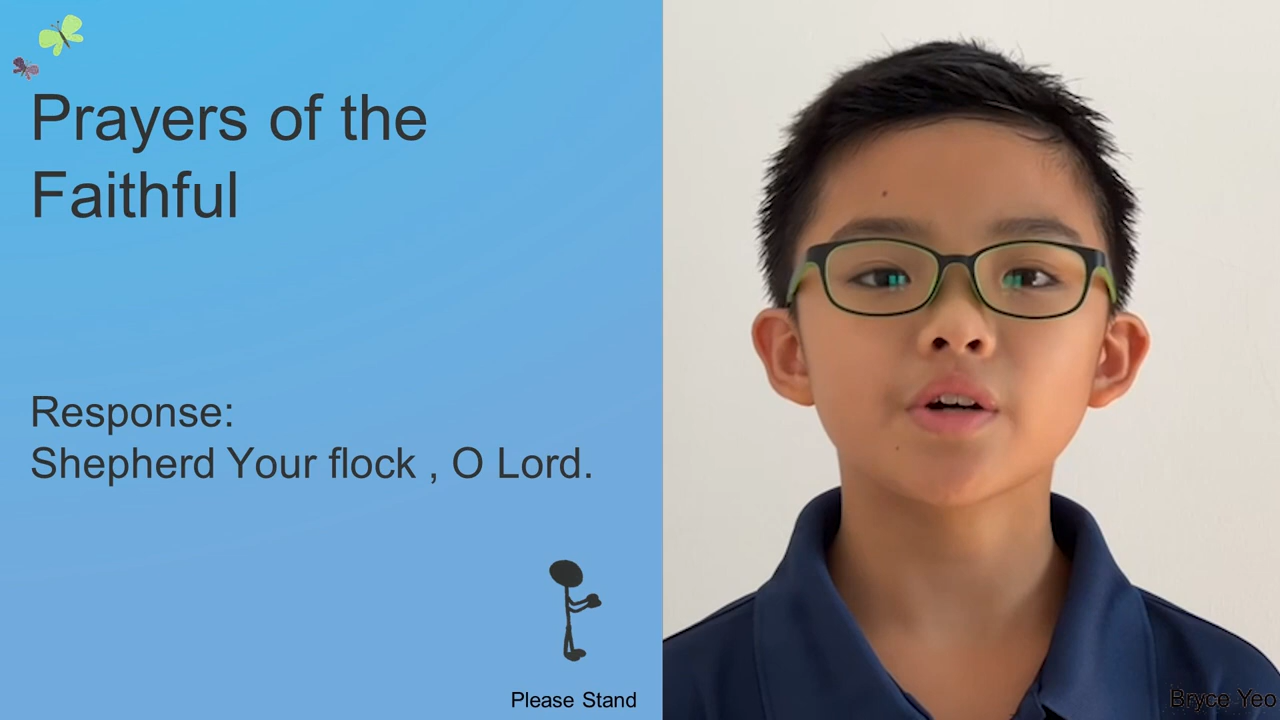 Prayers of the
Faithful
Response:
Shepherd Your flock , O Lord.
Please Stand
Bryce Yeo